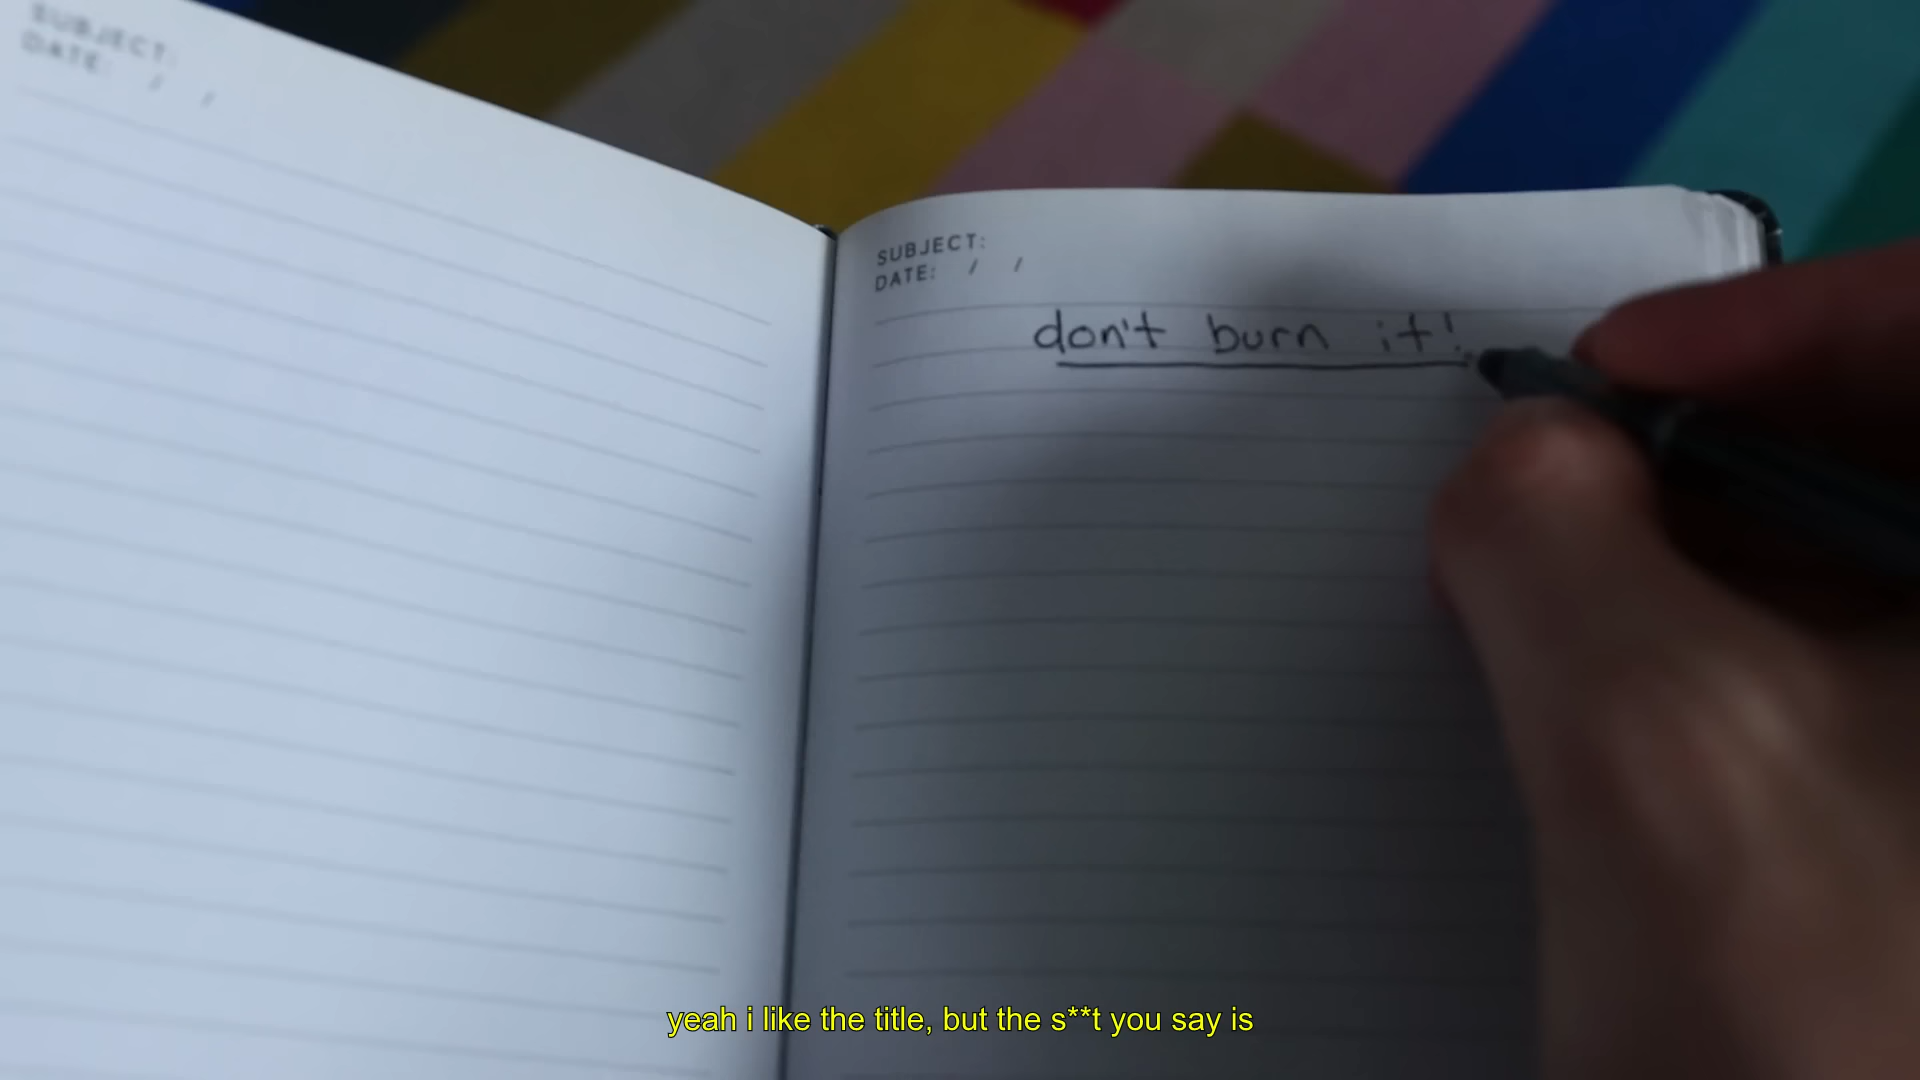 SUBJECT:
DATE: / /
SUBJECT:
DATE: / /
don't burn it!
yeah i like the title, but the s**t you say is